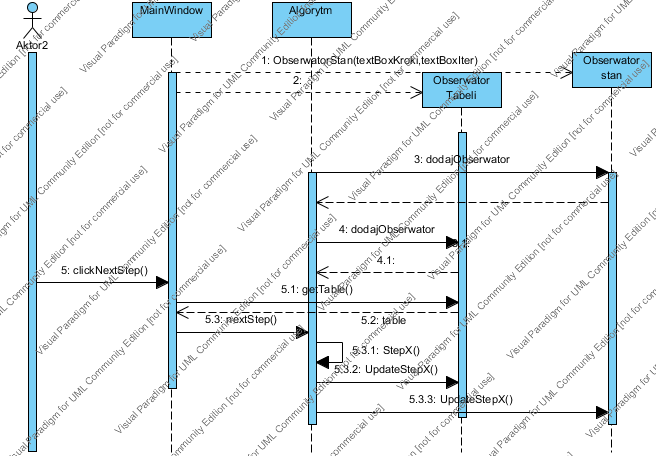 MainWindow
Algorytm
Aktor2
1: ObserwatorStan(textBoxKroki,textBoxIter)
Obserwator
stan
2:
Obserwator
Tabeli
3: dodajObserwator
4: dodajObserwator
4.1:
5: clickNextStep()
5.1: getTable()
5.2: table
5.3: nextStep()
5.3.1: StepX()
5.3.2: UpdateStepX()
5.3.3: UpdateStepX()
Visual Paradigm for UML Community Edition [not for commercial use]